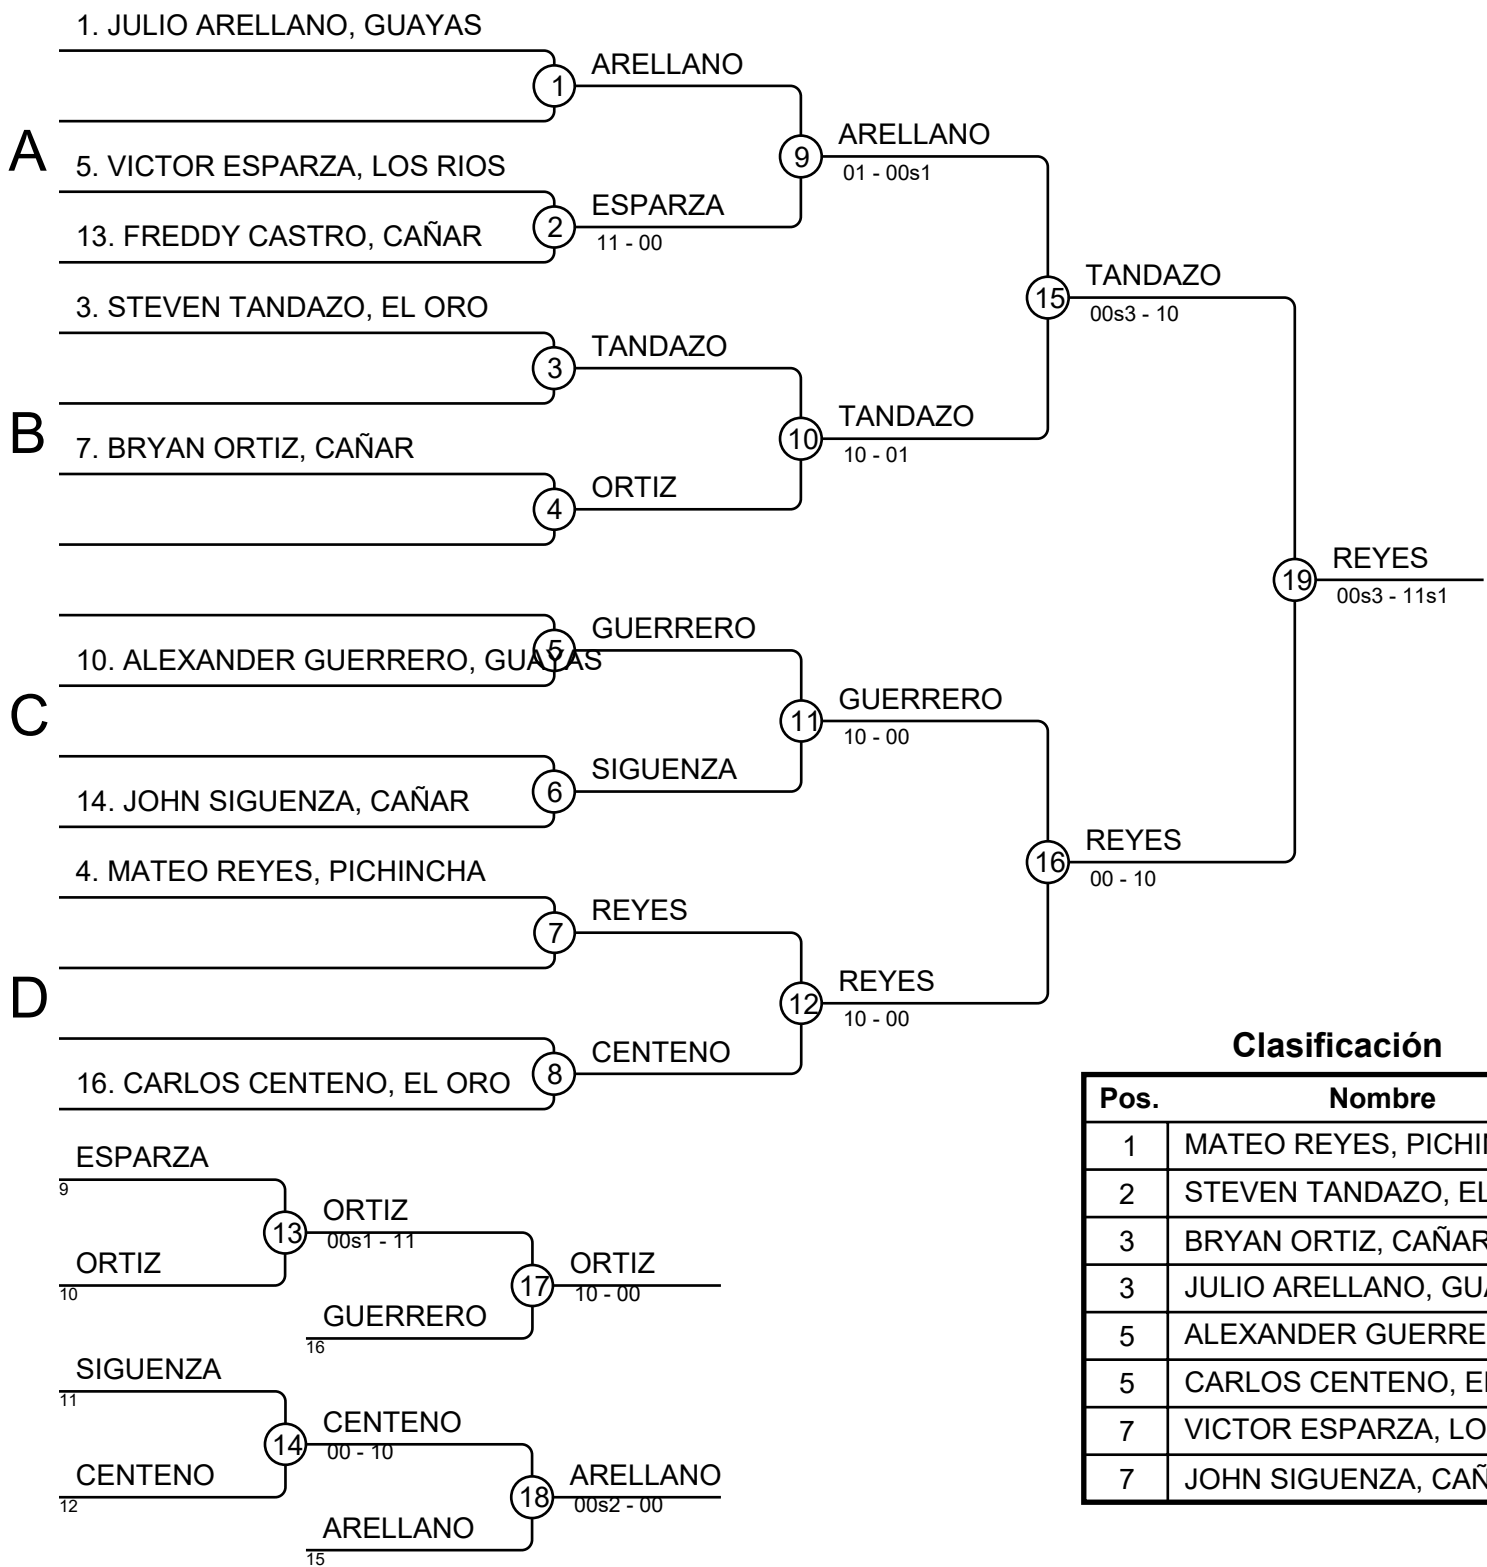 1. JULIO ARELLANO, GUAYAS
1
ARELLANO
A
5. VICTOR ESPARZA, LOS RIOS
13. FREDDY CASTRO, CAÑAR
2
ESPARZA
11 - 00
9
ARELLANO
01 - 00s1
3. STEVEN TANDAZO, EL ORO
3
TANDAZO
B
7. BRYAN ORTIZ, CAÑAR
4
ORTIZ
10
TANDAZO
10 - 01
15
TANDAZO
00s3 - 10
10. ALEXANDER GUERRERO, GUAYAS
5
GUERRERO
C
14. JOHN SIGUENZA, CAÑAR
6
SIGUENZA
11
GUERRERO
10 - 00
4. MATEO REYES, PICHINCHA
7
REYES
D
16. CARLOS CENTENO, EL ORO
8
CENTENO
12
REYES
10 - 00
16
REYES
00 - 10
19
REYES
00s3 - 11s1
ESPARZA
9
ORTIZ
10
13
ORTIZ
00s1 - 11
GUERRERO
16
17
ORTIZ
10 - 00
SIGUENZA
11
CENTENO
12
14
CENTENO
00 - 10
ARELLANO
15
18
ARELLANO
00s2 - 00
Clasificación
Pos. Nombre
1 MATEO REYES,
2 STEVEN TANDAZO, EL
3 BRYAN ORTIZ, CAÑAR
3 JULIO ARELLANO,
5 ALEXANDER
5 CARLOS CENTENO,
7 VICTOR ESPARZA,
7 JOHN SIGUENZA,